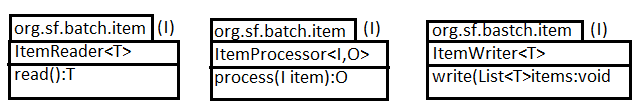 org.sf.batch.item (I)
ItemReader<T>
read():T
org.sf.batch.item (I)
ItemProcessor<I,O>
process(I item):O
org.sf.bastch.item (I)
ItemWriter<T>
write(List<T>items:void